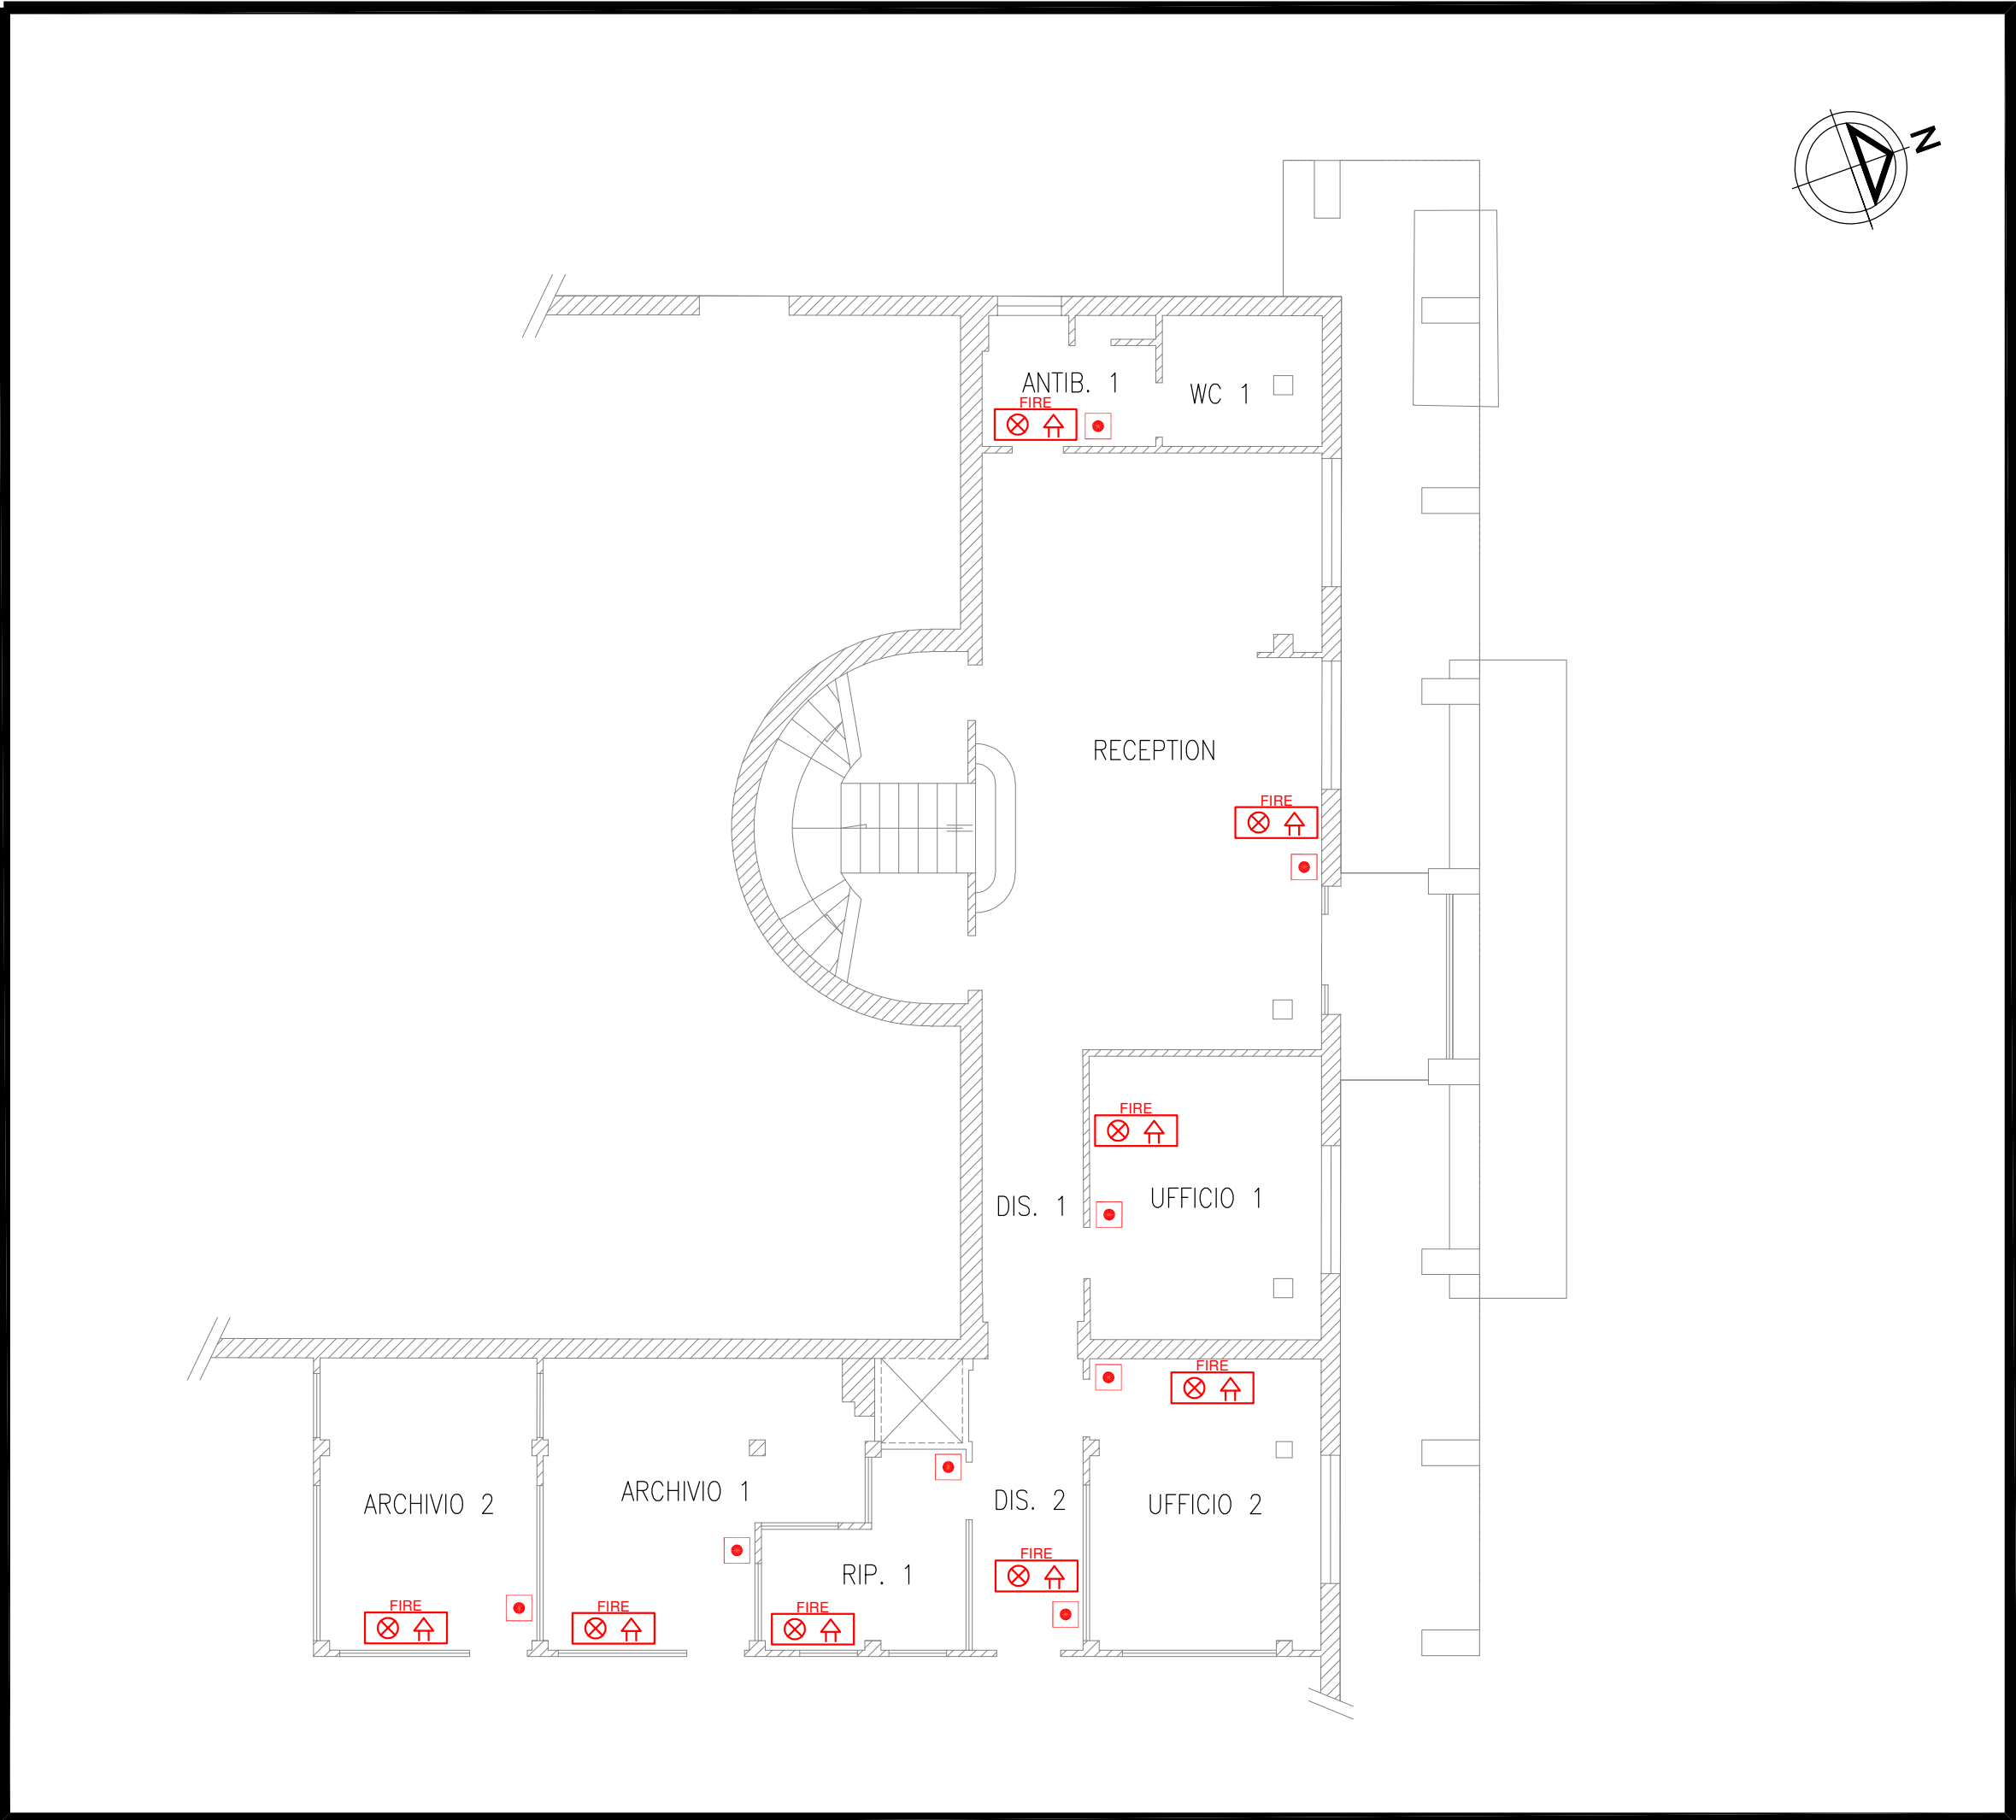 N
ANTIB. 1
WC 1
FIRE
RECEPTION
FIRE
FIRE
UFFICIO 1
DIS. 1
FIRE
ARCHIVIO 2
ARCHIVIO 1
DIS. 2
UFFICIO 2
FIRE
RIP. 1
FIRE
FIRE
FIRE